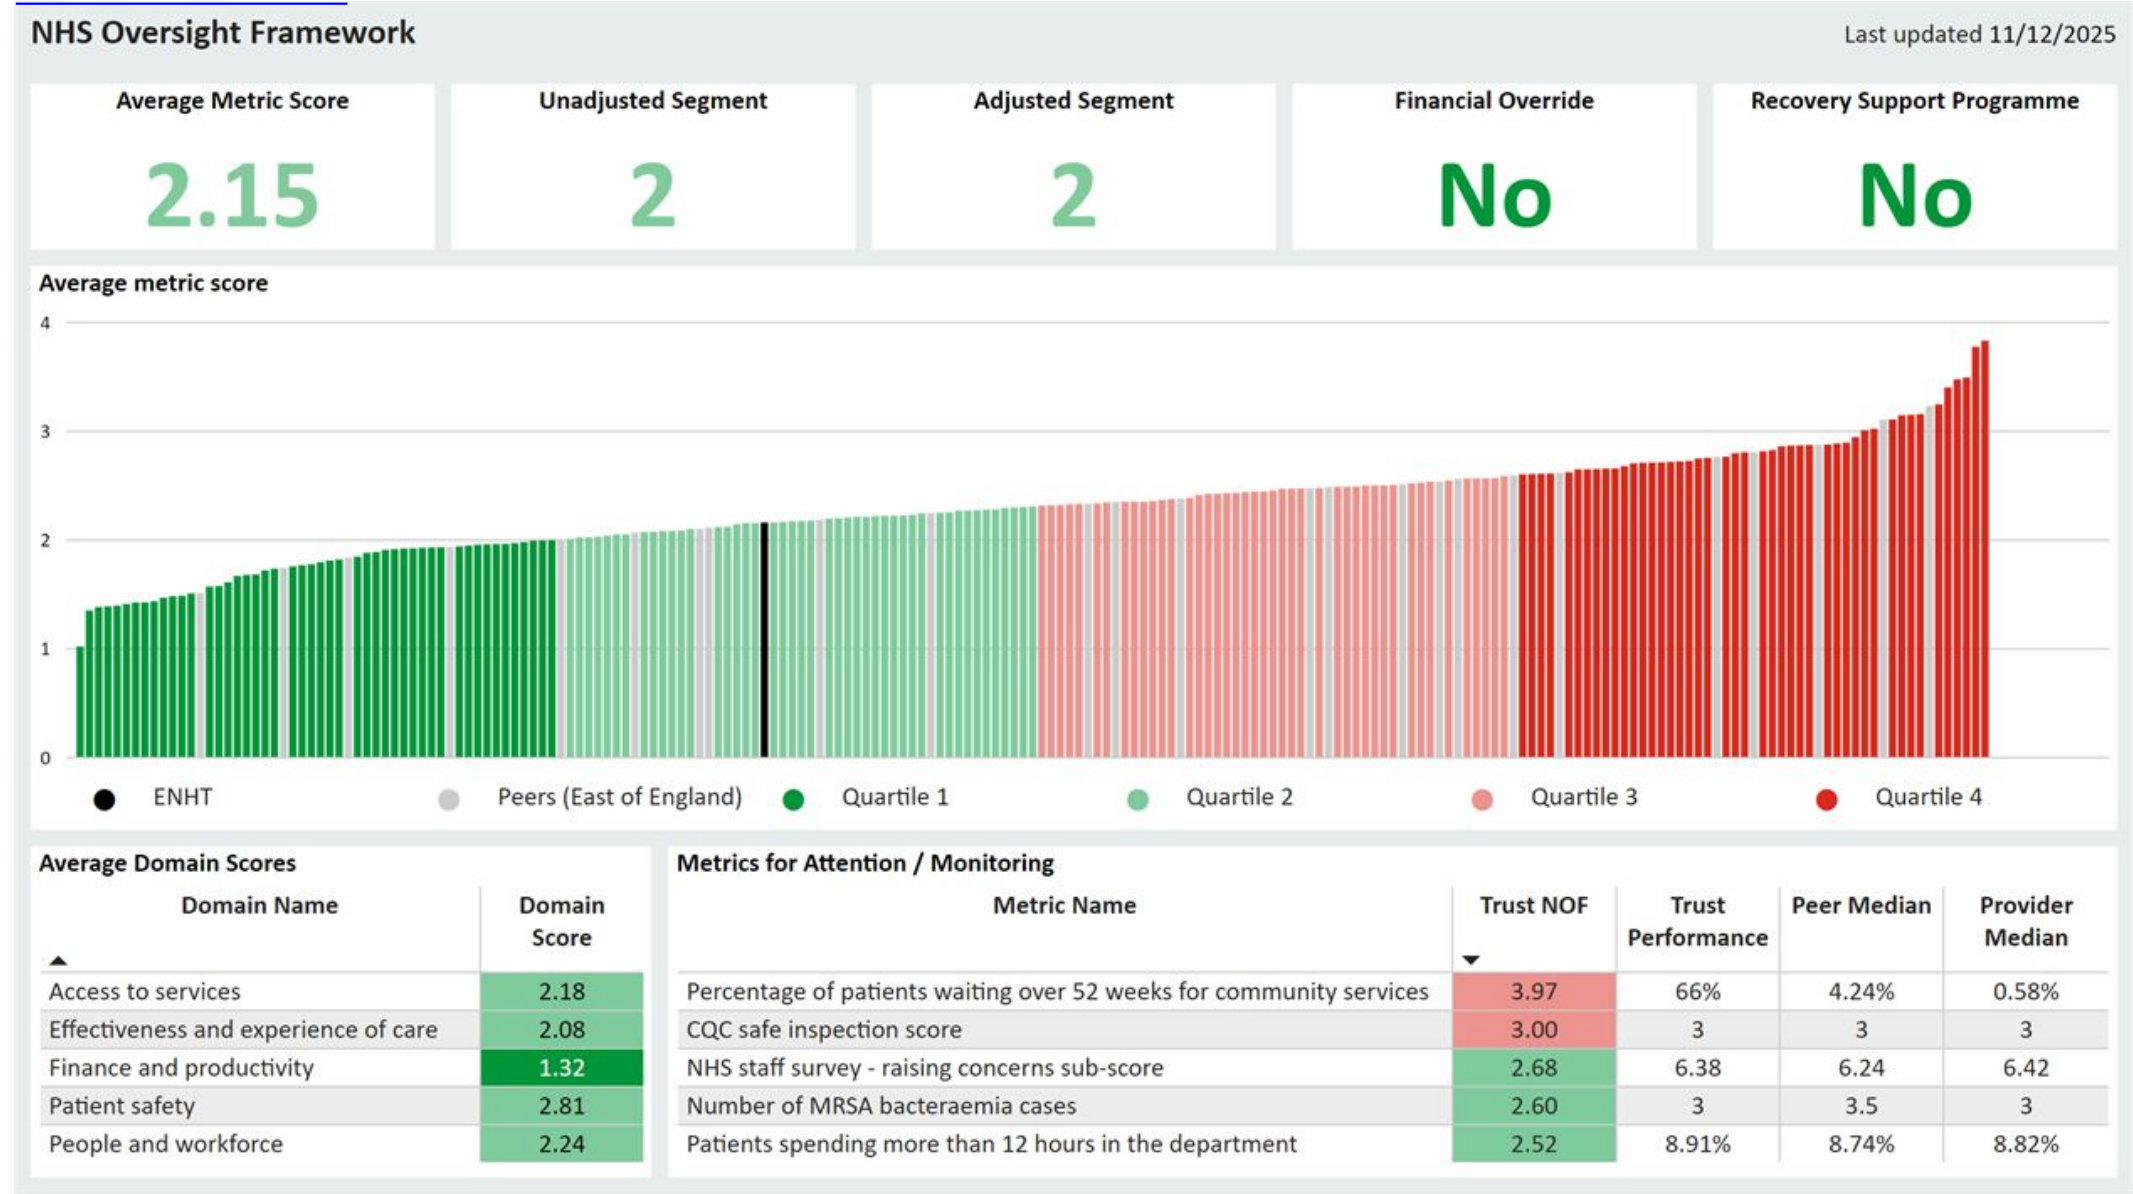 NHS Oversight Framework
Last updated 11/12/2025
Average Metric Score
2.15
Unadjusted Segment
2
Adjusted Segment
2
Financial Override
No
Recovery Support Programme
No
Average metric score
4
3
2
1
0
ENHT
Peers (East of England)
Quartile 1
Quartile 2
Quartile 3
Quartile 4
Average Domain Scores
Domain Name
Domain
Score
Access to services 2.18
Effectiveness and experience of care 2.08
Finance and productivity 1.32
Patient safety 2.81
People and workforce 2.24
Metrics for Attention / Monitoring
Metric Name
Trust NOF
Trust
Performance
Peer Median
Provider
Median
Percentage of patients waiting over 52 weeks for community services 3.97 66% 4.24% 0.58%
CQC safe inspection score 3.00 3 3 3
NHS staff survey - raising concerns sub-score 2.68 6.38 6.24 6.42
Number of MRSA bacteraemia cases 2.60 3 3.5 3
Patients spending more than 12 hours in the department 2.52 8.91% 8.74% 8.82%